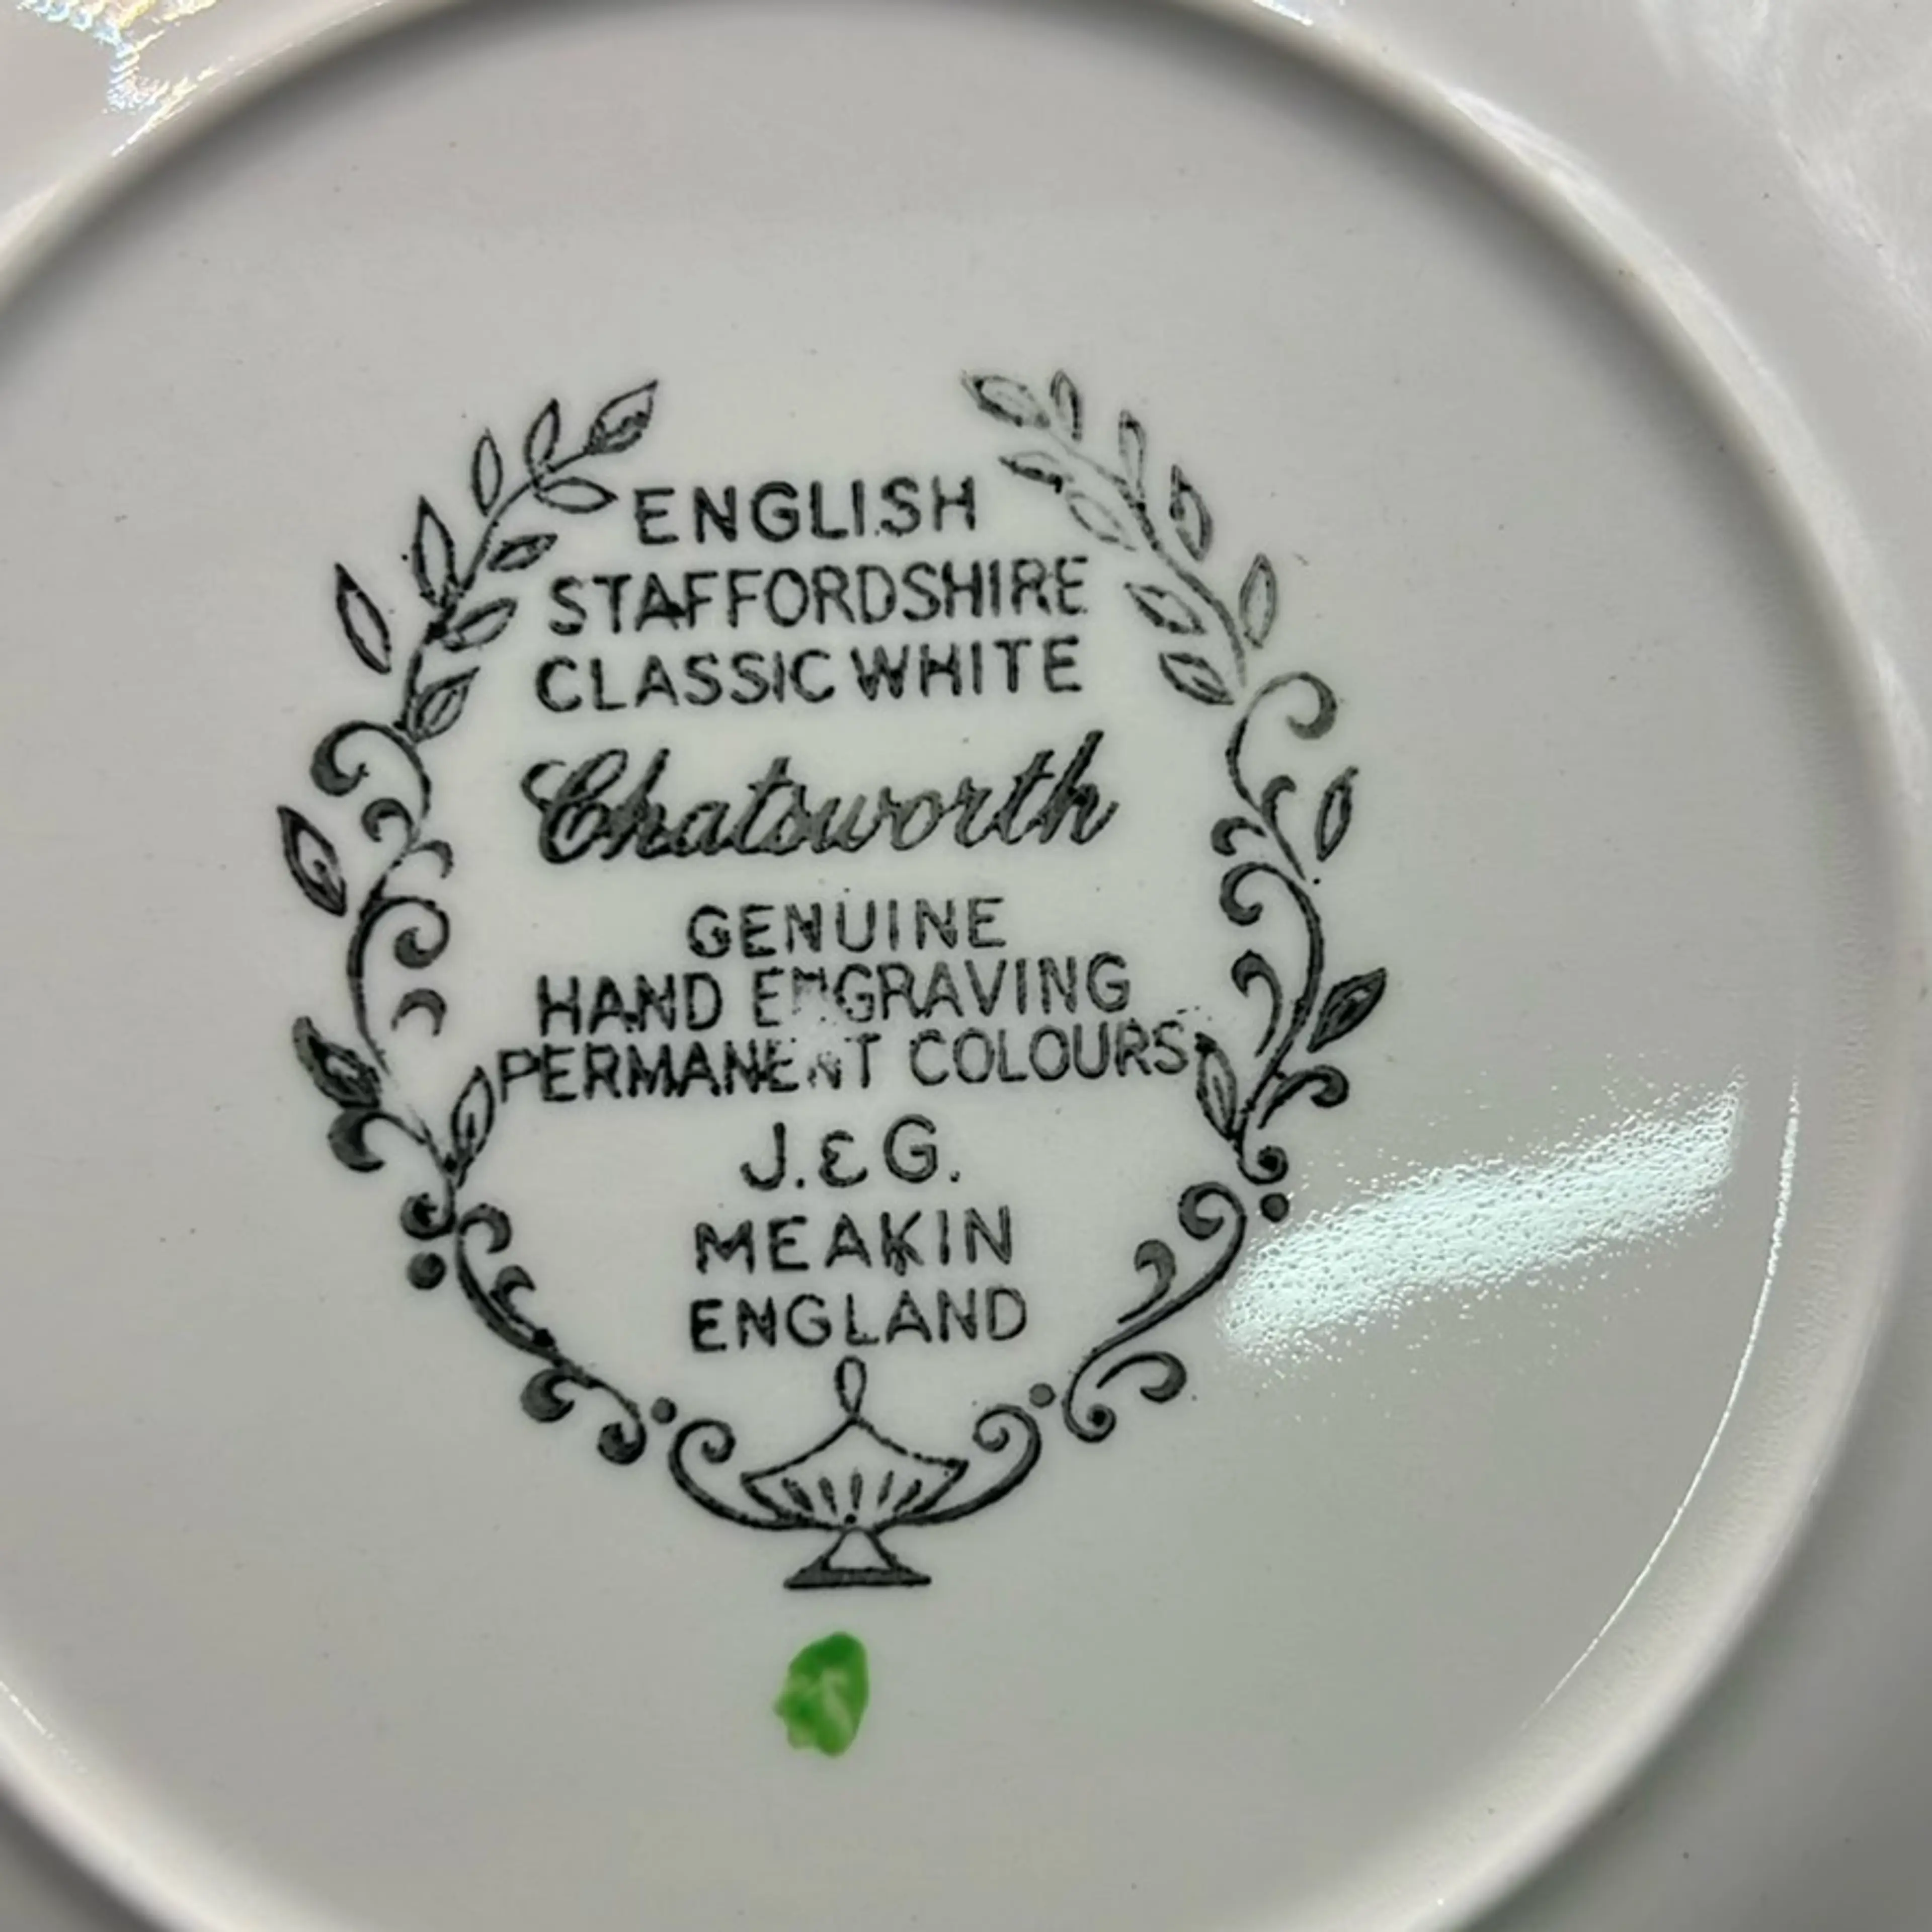 ENGLISH
STAFFORDSHIRE
CLASSIC WHITE
Chatsworth
GENUINE
HAND ENGRAVING
PERMANENT COLOURS
J.&G.
MEAKIN
ENGLAND